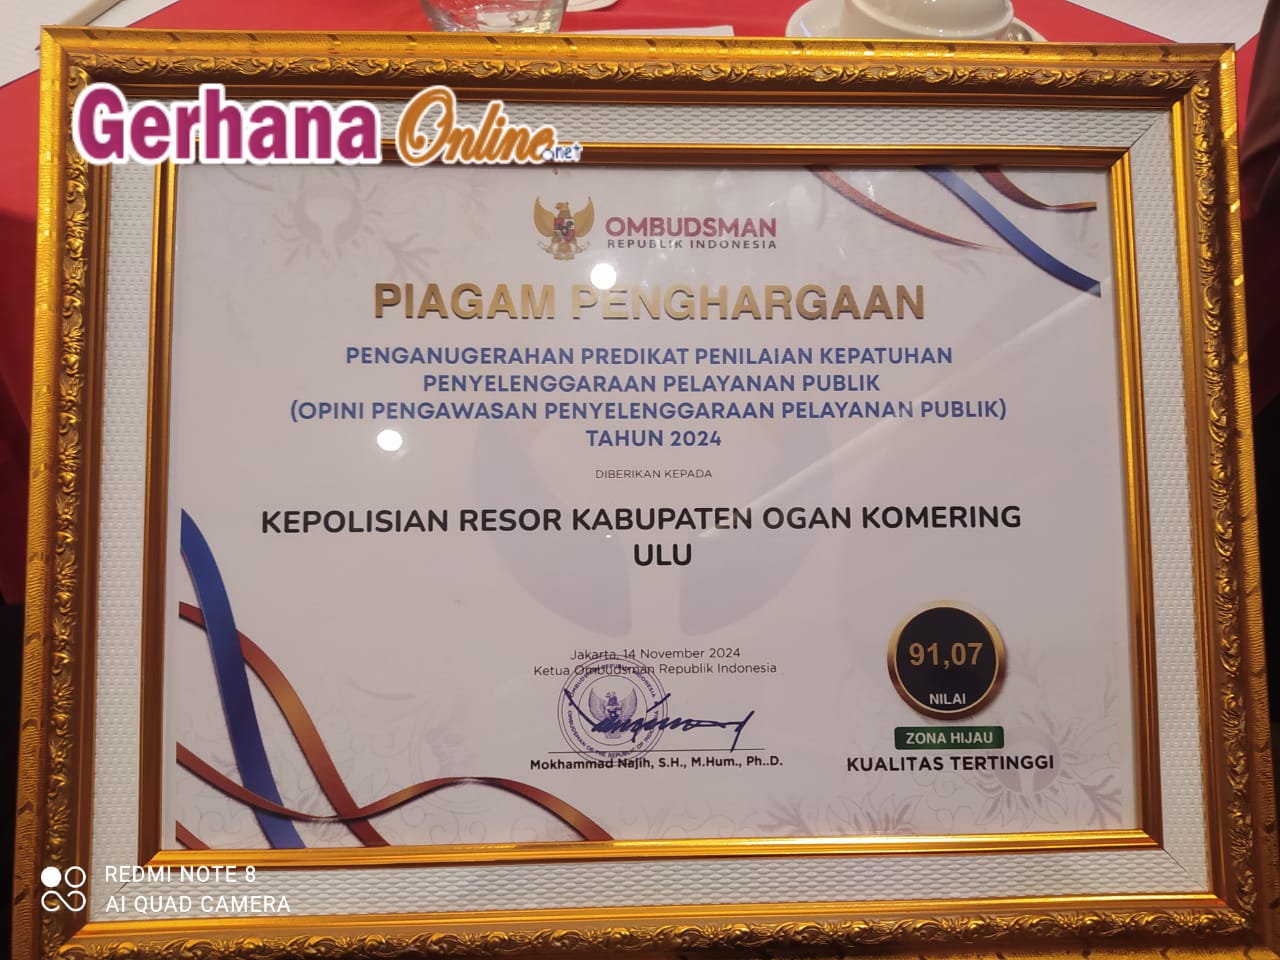 Gerhana Online.net
OMBUDSMAN
REPUBLIK INDONESIA
PIAGAM PENGHARGAAN
PENGANUGERAHAN PREDIKAT PENILAIAN KEPATUHAN
PENYELENGGARAAN PELAYANAN PUBLIK
(OPINI PENGAWASAN PENYELENGGARAAN PELAYANAN PUBLIK)
TAHUN 2024
DIBERIKAN KEPADA
KEPOLISIAN RESOR KABUPATEN OGAN KOMERING
ULU
Jakarta, 14 November 2024
Ketua Ombudsman Republik Indonesia
Mokhammad Najih, S.H., M.Hum., Ph..D.
91,07
NILAI
ZONA HIJAU
KUALITAS TERTINGGI
REDMI NOTE 8
AI QUAD CAMERA